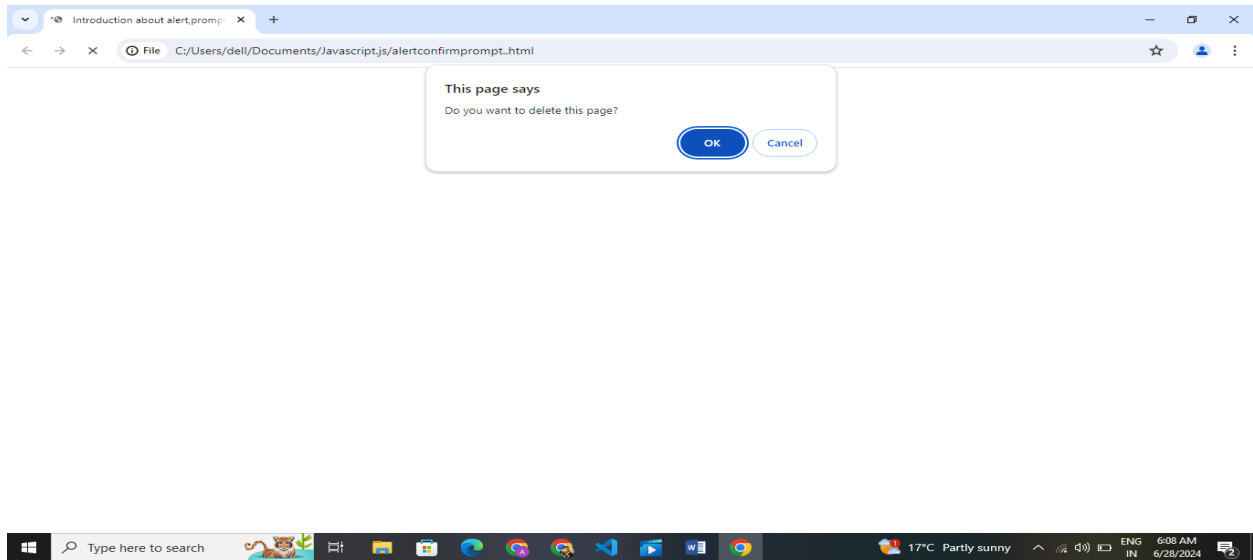 Introduction about alert,promp
File C:/Users/dell/Documents/Javascript.js/alertconfirmprompt..html
This page says
Do you want to delete this page?
OK Cancel
Type here to search 17°C Partly sunny ENG 6:08 AM
IN 6/28/2024 2